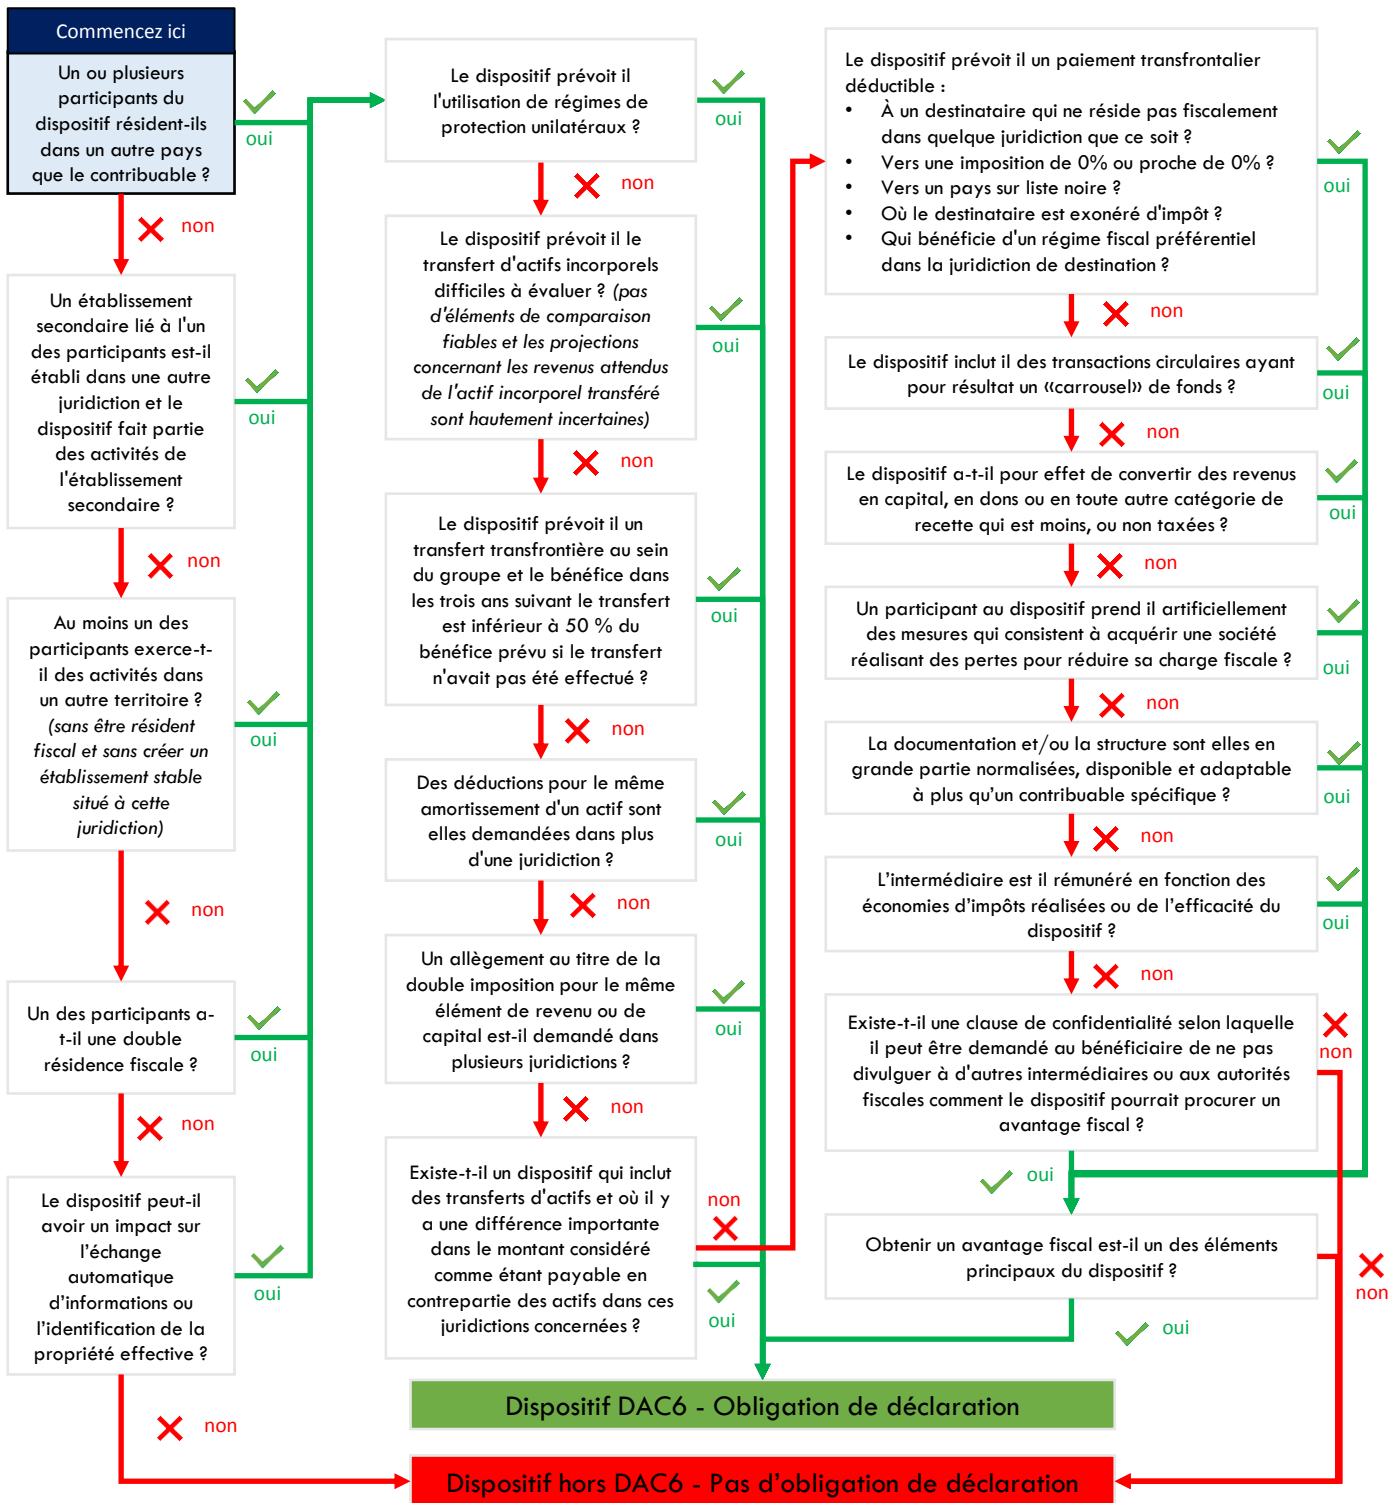 Commencez ici
Un ou plusieurs
participants du
dispositif résident-ils
dans un autre pays
que le contribuable ?
oui
non
Un établissement
secondaire lié à l'un
des participants est-il
établi dans une autre
juridiction et le
dispositif fait partie
des activités de
l'établissement
secondaire ?
oui
non
Au moins un des
participants exerce-t-
il des activités dans
un autre territoire ?
(sans être résident
fiscal et sans créer un
établissement stable
situé à cette
juridiction)
oui
non
Un des participants a-
t-il une double
résidence fiscale ?
oui
non
Le dispositif peut-il
avoir un impact sur
l'échange
automatique
d'informations ou
l'identification de la
propriété effective ?
oui
non
Le dispositif prévoit il
l'utilisation de régimes de
protection unilatéraux ?
oui
non
Le dispositif prévoit il le
transfert d'actifs incorporels
difficiles à évaluer ? (pas
d'éléments de comparaison
fiables et les projections
concernant les revenus attendus
de l'actif incorporel transféré
sont hautement incertaines)
oui
non
Le dispositif prévoit il un
transfert transfrontière au sein
du groupe et le bénéfice dans
les trois ans suivant le transfert
est inférieur à 50 % du
bénéfice prévu si le transfert
n'avait pas été effectué ?
oui
non
Des déductions pour le même
amortissement d'un actif sont
elles demandées dans plus
d'une juridiction ?
oui
non
Un allègement au titre de la
double imposition pour le même
élément de revenu ou de
capital est-il demandé dans
plusieurs juridictions ?
oui
non
Existe-t-il un dispositif qui inclut
des transferts d'actifs et où il y
a une différence importante
dans le montant considéré
comme étant payable en
contrepartie des actifs dans ces
juridictions concernées ?
non
oui
Le dispositif prévoit il un paiement transfrontalier
déductible :
• À un destinataire qui ne réside pas fiscalement
dans quelque juridiction que ce soit ?
• Vers une imposition de 0% ou proche de 0% ?
• Vers un pays sur liste noire ?
• Où le destinataire est exonéré d'impôt ?
• Qui bénéficie d'un régime fiscal préférentiel
dans la juridiction de destination ?
oui
non
Le dispositif inclut il des transactions circulaires ayant
pour résultat un «carrousel» de fonds ?
oui
non
Le dispositif a-t-il pour effet de convertir des revenus
en capital, en dons ou en toute autre catégorie de
recette qui est moins, ou non taxées ?
oui
non
Un participant au dispositif prend il artificiellement
des mesures qui consistent à acquérir une société
réalisant des pertes pour réduire sa charge fiscale ?
oui
non
La documentation et/ou la structure sont elles en
grande partie normalisées, disponible et adaptable
à plus qu'un contribuable spécifique ?
oui
non
L'intermédiaire est il rémunéré en fonction des
économies d'impôts réalisées ou de l'efficacité du
dispositif ?
oui
non
Existe-t-il une clause de confidentialité selon laquelle
il peut être demandé au bénéficiaire de ne pas
divulguer à d'autres intermédiaires ou aux autorités
fiscales comment le dispositif pourrait procurer un
avantage fiscal ?
non
oui
Obtenir un avantage fiscal est-il un des éléments
principaux du dispositif ?
non
oui
Dispositif DAC6 - Obligation de déclaration
Dispositif hors DAC6 - Pas d'obligation de déclaration